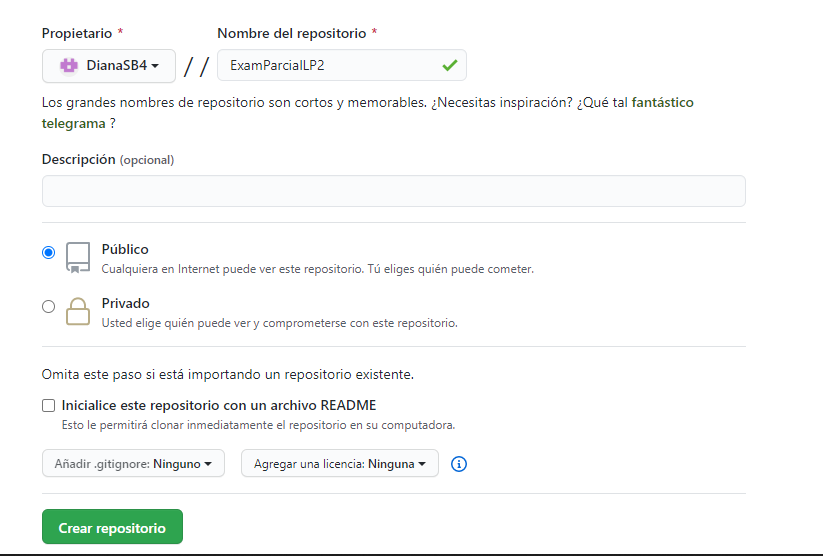 Propietario *
Nombre del repositorio *
DianaSB4
/ /
ExamParcialLP2
Los grandes nombres de repositorio son cortos y memorables. ¿Necesitas inspiración? ¿Qué tal fantástico
telegrama ?
Descripción (opcional)
Público
Cualquiera en Internet puede ver este repositorio. Tú eliges quién puede cometer.
Privado
Usted elige quién puede ver y comprometerse con este repositorio.
Omita este paso si está importando un repositorio existente.
Inicialice este repositorio con un archivo README
Esto le permitirá clonar inmediatamente el repositorio en su computadora.
Añadir .gitignore: Ninguno
Agregar una licencia: Ninguna
Crear repositorio